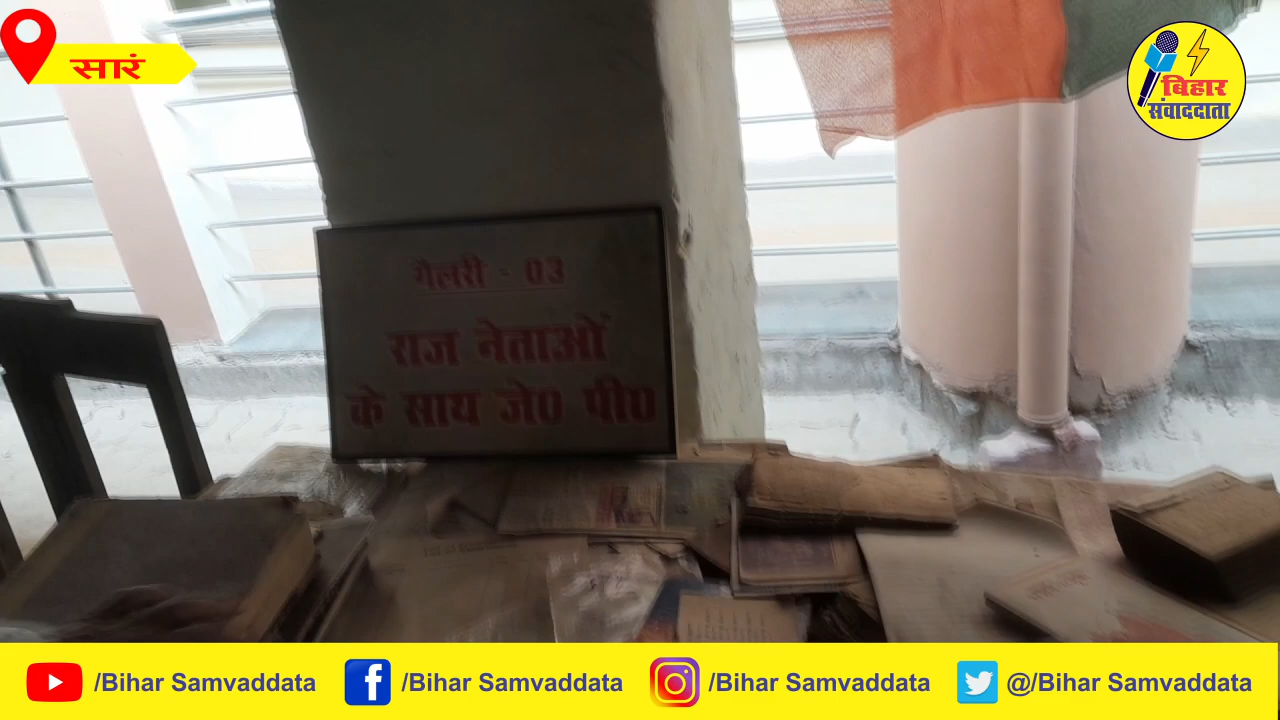 सारं
बिहार
संवाददाता
गैलरी - 03
राज नेताओं
के साथ जे0 पी0
/Bihar Samvaddata
/Bihar Samvaddata
/Bihar Samvaddata
@/Bihar Samvaddata